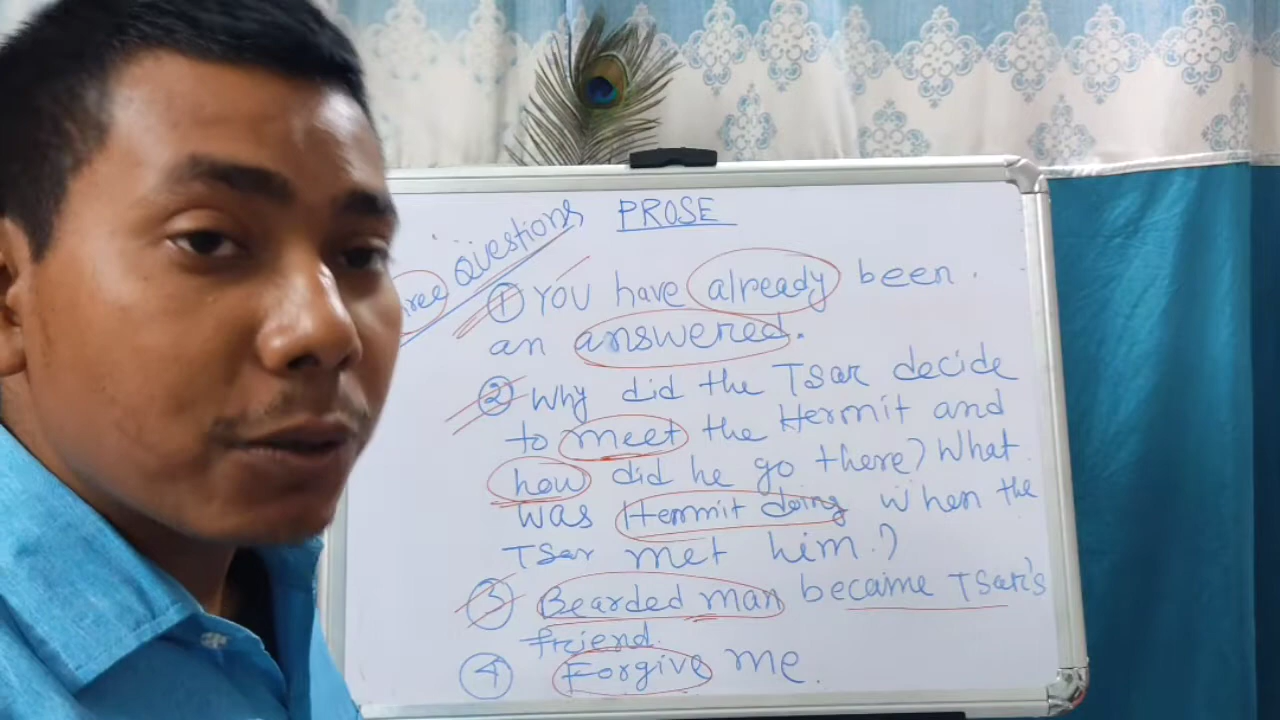 PROSE
Questions
① You have already been
an answered.
② Why did the Tsar decide
to meet the Hermit and
how did he go there? What
was Hermit doing when the
Tsar met him?
③ Bearded man became Tsar's
friend.
④ Forgive me.